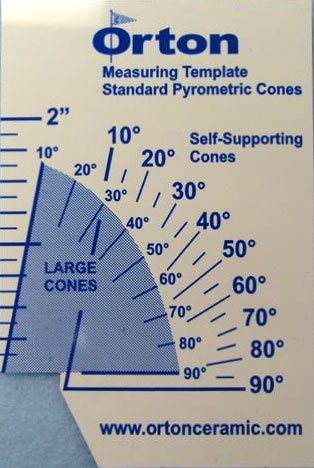 Orton
Measuring Template
Standard Pyrometric Cones
2”
10°
Self-Supporting
Cones
20°
30°
40°
50°
60°
70°
80°
90°
10°
20°
30°
40°
50°
60°
70°
80°
90°
LARGE
CONES
www.ortonceramic.com